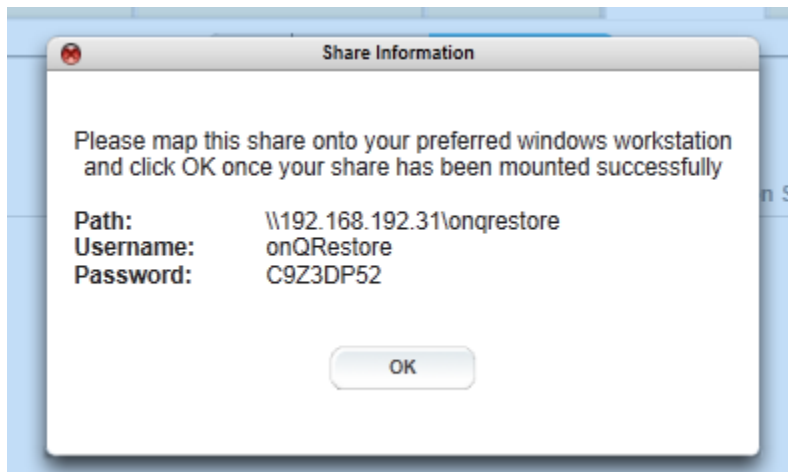 Share Information
Please map this share onto your preferred windows workstation
and click OK once your share has been mounted successfully
Path: \\192.168.192.31\onqrestore
Username: onQRestore
Password: C9Z3DP52
OK